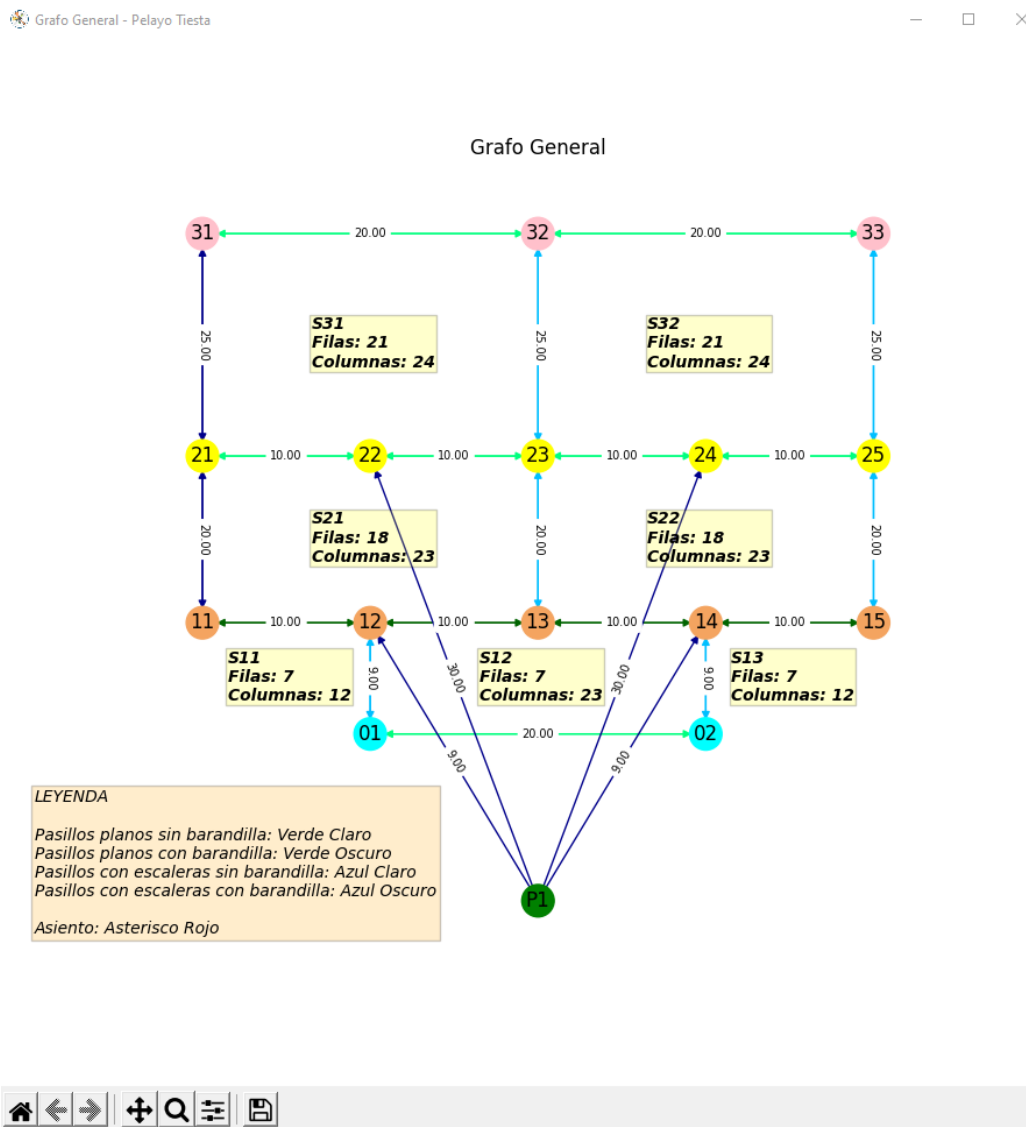 Grafo General - Pelayo Tiesta
Grafo General
31 20.00 32 20.00 33
25.00 25.00 25.00
S31
Filas: 21
Columnas: 24
S32
Filas: 21
Columnas: 24
21 10.00 22 10.00 23 10.00 24 10.00 25
20.00 20.00 20.00
S21
Filas: 18
Columnas: 23
S22
Filas: 18
Columnas: 23
11 10.00 12 10.00 13 10.00 14 10.00 15
S11
Filas: 7
Columnas: 12
9.00
30.00
S12
Filas: 7
Columnas: 23
30.00
9.00
S13
Filas: 7
Columnas: 12
01 20.00 02
9.00 9.00
P1
LEYENDA
Pasillos planos sin barandilla: Verde Claro
Pasillos planos con barandilla: Verde Oscuro
Pasillos con escaleras sin barandilla: Azul Claro
Pasillos con escaleras con barandilla: Azul Oscuro
Asiento: Asterisco Rojo